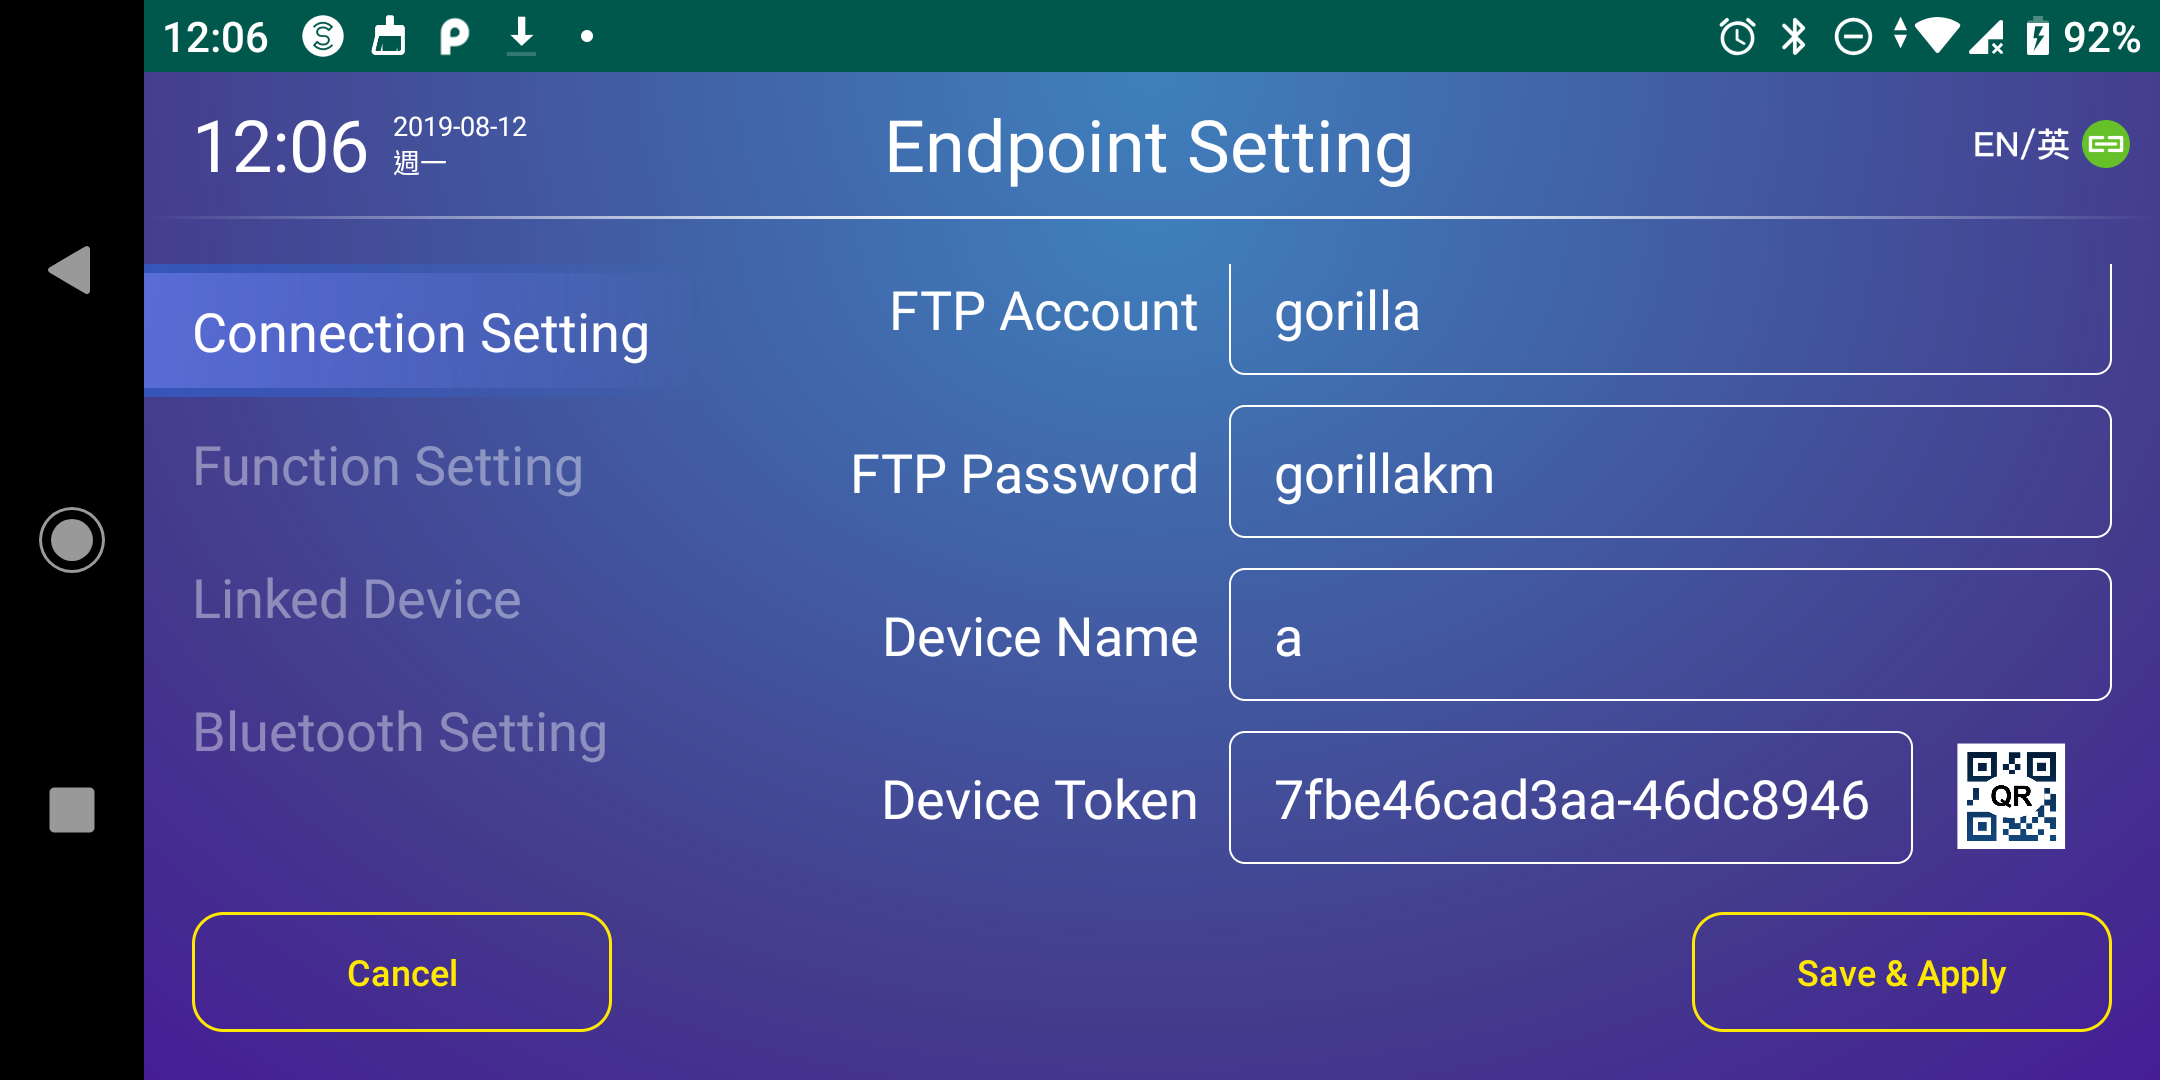 12:06
92%
12:06
2019-08-12
週一
Endpoint Setting
EN/英
Connection Setting
Function Setting
Linked Device
Bluetooth Setting
FTP Account
gorilla
FTP Password
gorillakm
Device Name
a
Device Token
7fbe46cad3aa-46dc8946
QR
Cancel
Save & Apply